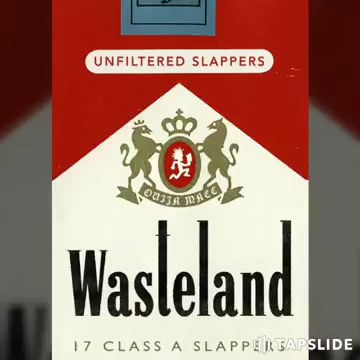 UNFILTERED SLAPPERS
OUIJA MACC
Wasteland
17 CLASS A SLAPPERS
TAPSLIDE